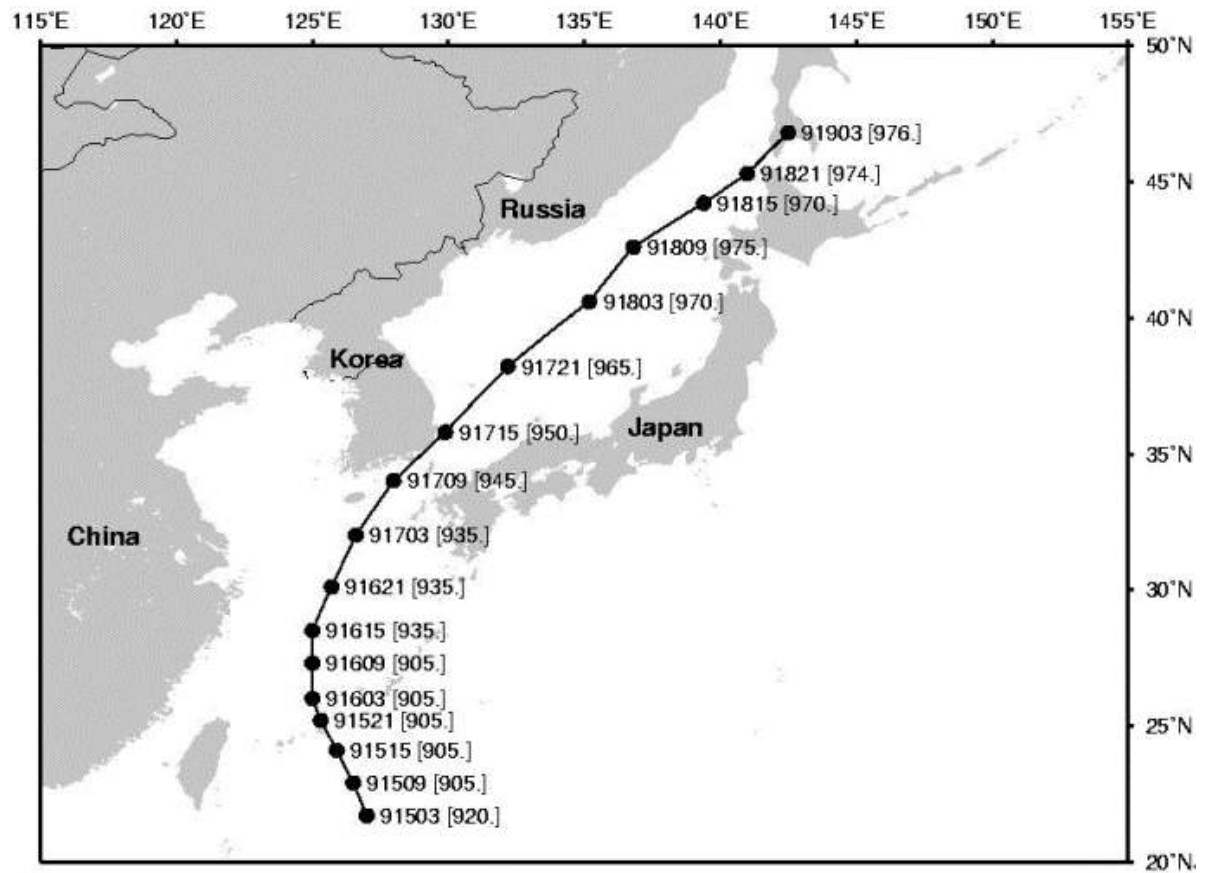 115°E 120°E 125°E 130°E 135°E 140°E 145°E 150°E 155°E
50°N
91903 [976.]
91821 [974.]
45°N
Russia
91815 [970.]
91809 [975.]
91803 [970.]
40°N
Korea
91721 [965.]
Japan
91715 [950.]
35°N
91709 [945.]
China
91703 [935.]
91621 [935.]
30°N
91615 [935.]
91609 [905.]
91603 [905.]
91521 [905.]
25°N
91515 [905.]
91509 [905.]
91503 [920.]
20°N.